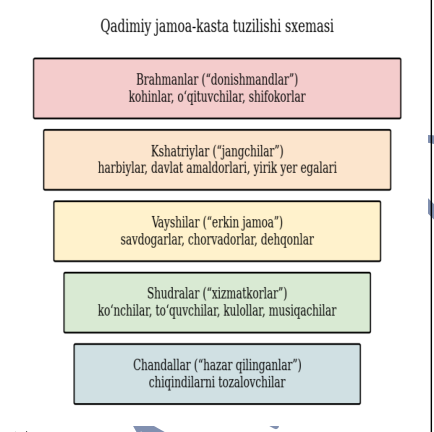 Qadimiy jamoa-kasta tuzilishi sxemasi
Brahmanlar (“donishmandlar”)
kohinlar, o‘qituvchilar, shifokorlar
Kshatriylar (“jangchilar”)
harbiylar, davlat amaldorlari, yirik yer egalari
Vayshilar (“erkin jamoa”)
savdogarlar, chorvadorlar, dehqonlar
Shudralar (“xizmatkorlar”)
ko‘nchilar, to‘quvchilar, kulollar, musiqachilar
Chandallar (“hazar qilinganlar”)
chiqindilarni tozalovchilar